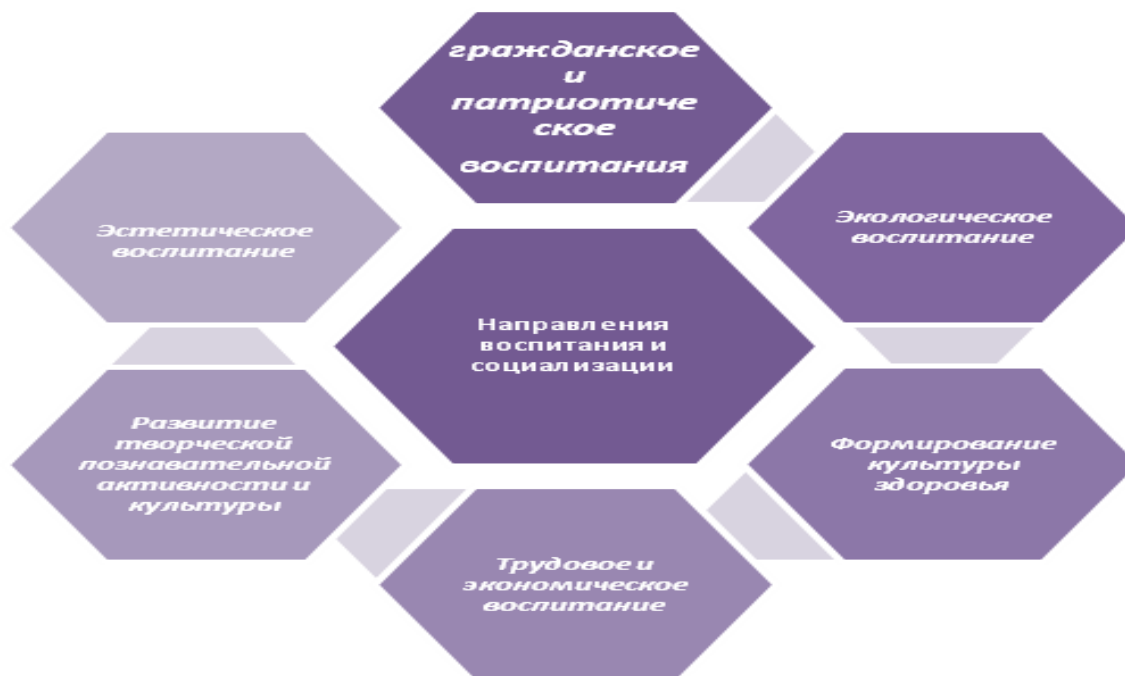 гражданское
и
патриотиче
ское
воспитания
Экологическое
воспитание
Формирование
культуры
здоровья
Трудовое и
экономическое
воспитание
Развитие
творческой
познавательной
активности и
культуры
Эстетическое
воспитание
Направления
воспитания и
социализации